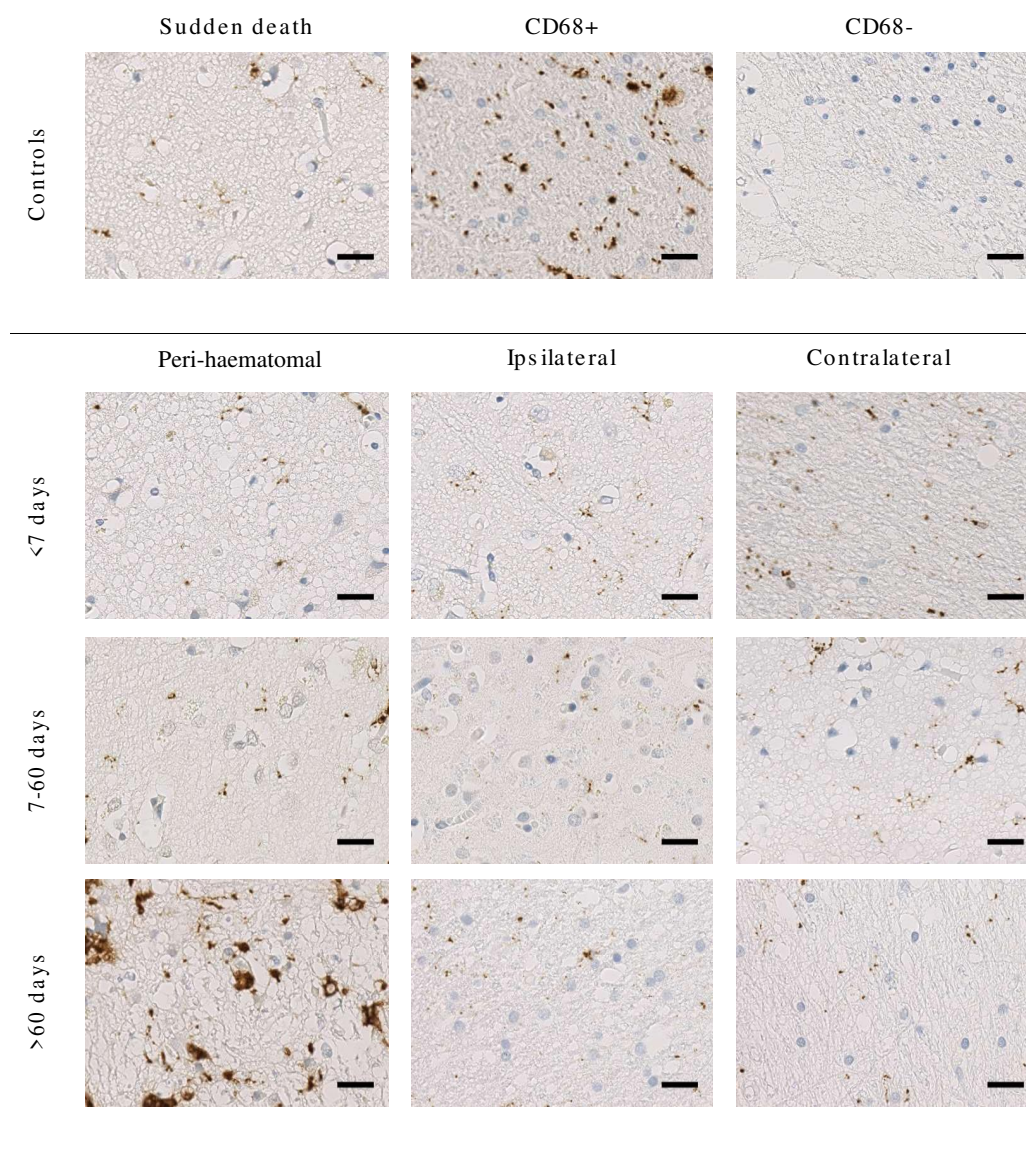 Sudden death CD68+ CD68-
Controls
Peri-haematomal Ipsilateral Contralateral
<7 days
7-60 days
>60 days